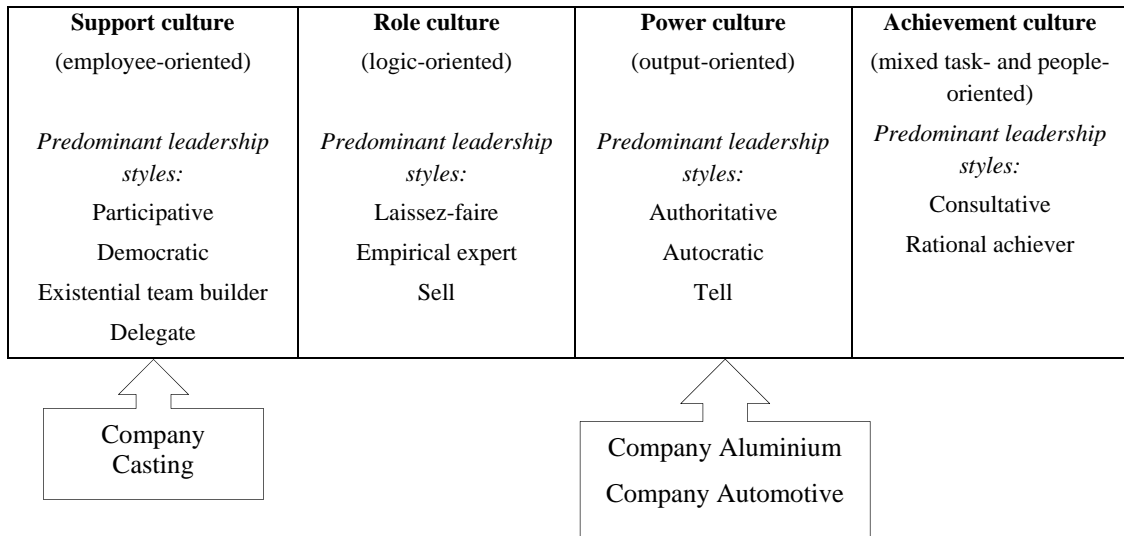 Support culture
(employee-oriented)
Predominant leadership
styles:
Participative
Democratic
Existential team builder
Delegate
Role culture
(logic-oriented)
Predominant leadership
styles:
Laissez-faire
Empirical expert
Sell
Power culture
(output-oriented)
Predominant leadership
styles:
Authoritative
Autocratic
Tell
Achievement culture
(mixed task- and people-
oriented)
Predominant leadership
styles:
Consultative
Rational achiever
Company
Casting
Company Aluminium
Company Automotive